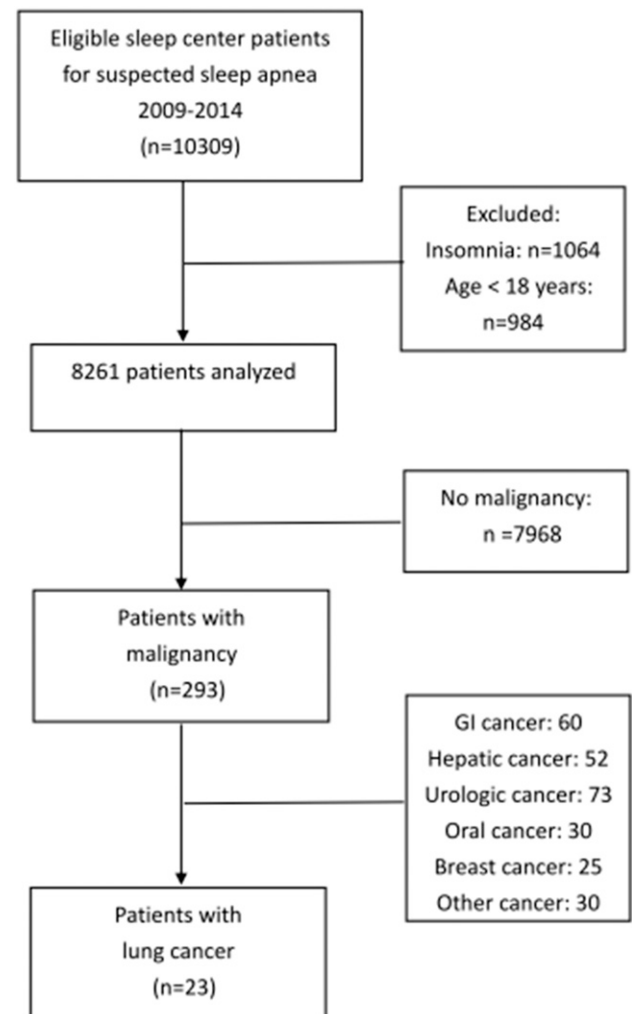 Eligible sleep center patients
for suspected sleep apnea
2009-2014
(n=10309)
Excluded:
Insomnia: n=1064
Age < 18 years:
n=984
8261 patients analyzed
No malignancy:
n =7968
Patients with
malignancy
(n=293)
GI cancer: 60
Hepatic cancer: 52
Urologic cancer: 73
Oral cancer: 30
Breast cancer: 25
Other cancer: 30
Patients with
lung cancer
(n=23)